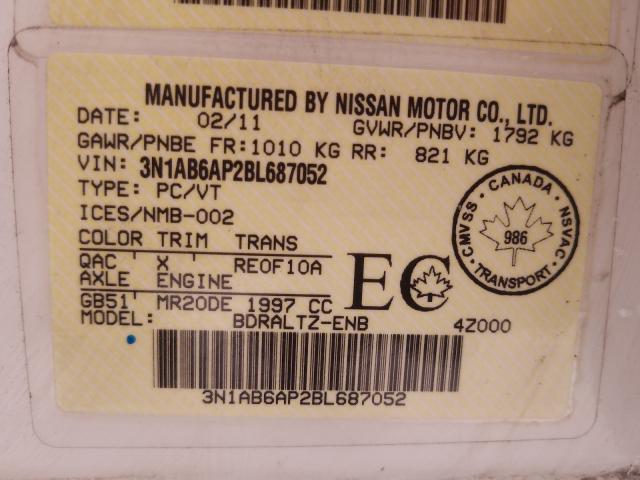 MANUFACTURED BY NISSAN MOTOR CO., LTD.
DATE: 02/11 GVWR/PNBV: 1792 KG
GAWR/PNBE FR:1010 KG RR: 821 KG
VIN: 3N1AB6AP2BL687052
TYPE: PC/VT
ICES/NMB-002
COLOR TRIM TRANS
QAC ' X ' RE0F10A
AXLE ENGINE
GB51' MR20DE 1997 CC
MODEL: BDRALTZ-ENB 4Z000
EC
CANADA
CMVSS · NSVAC
986
TRANSPORT
3N1AB6AP2BL687052